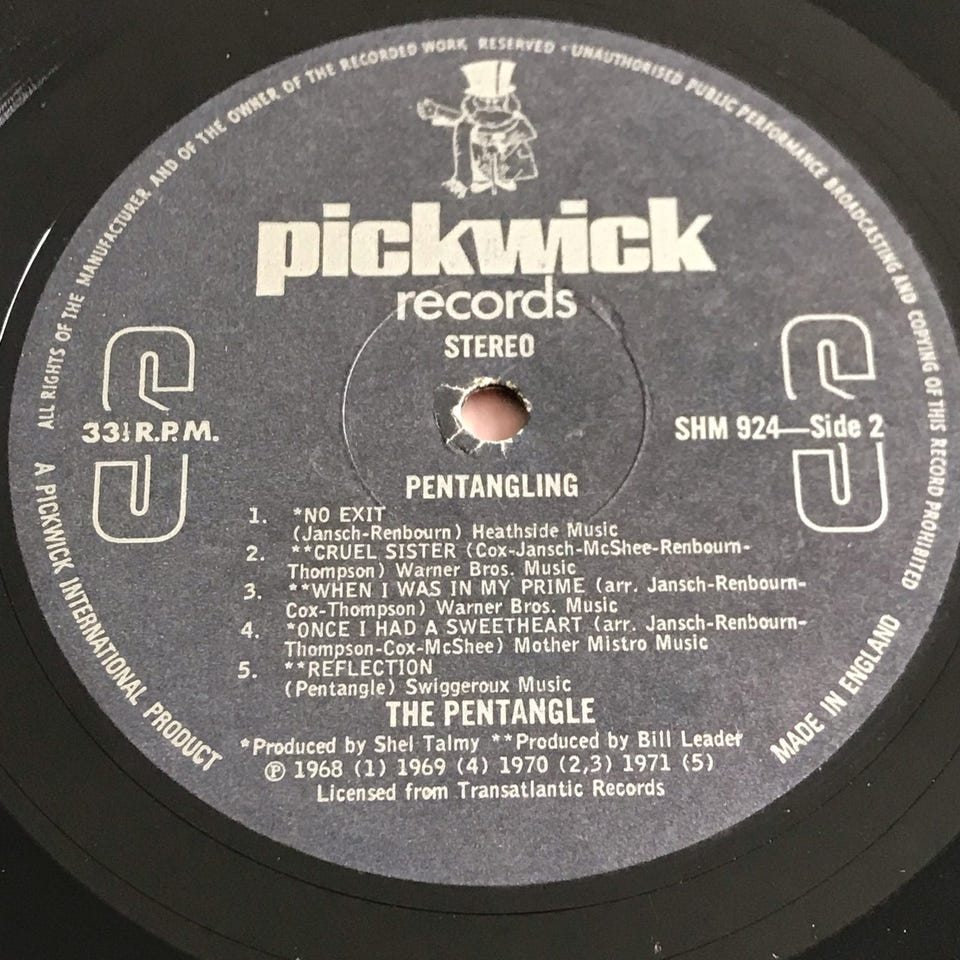 ALL RIGHTS OF THE MANUFACTURER AND OF THE OWNER OF THE RECORDED WORK RESERVED · UNAUTHORISED PUBLIC PERFORMANCE BROADCASTING AND COPYING OF THIS RECORD PROHIBITED
pickwick
records
STEREO
S
S
33⅓ R.P.M.
SHM 924—Side 2
PENTANGLING
1. *NO EXIT
(Jansch-Renbourn) Heathside Music
2. **CRUEL SISTER (Cox-Jansch-McShee-Renbourn-
Thompson) Warner Bros. Music
3. **WHEN I WAS IN MY PRIME (arr. Jansch-Renbourn-
Cox-Thompson) Warner Bros. Music
4. *ONCE I HAD A SWEETHEART (arr. Jansch-Renbourn-
Thompson-Cox-McShee) Mother Mistro Music
5. **REFLECTION
(Pentangle) Swiggeroux Music
THE PENTANGLE
*Produced by Shel Talmy **Produced by Bill Leader
℗ 1968 (1) 1969 (4) 1970 (2,3) 1971 (5)
Licensed from Transatlantic Records
A PICKWICK INTERNATIONAL PRODUCT
MADE IN ENGLAND